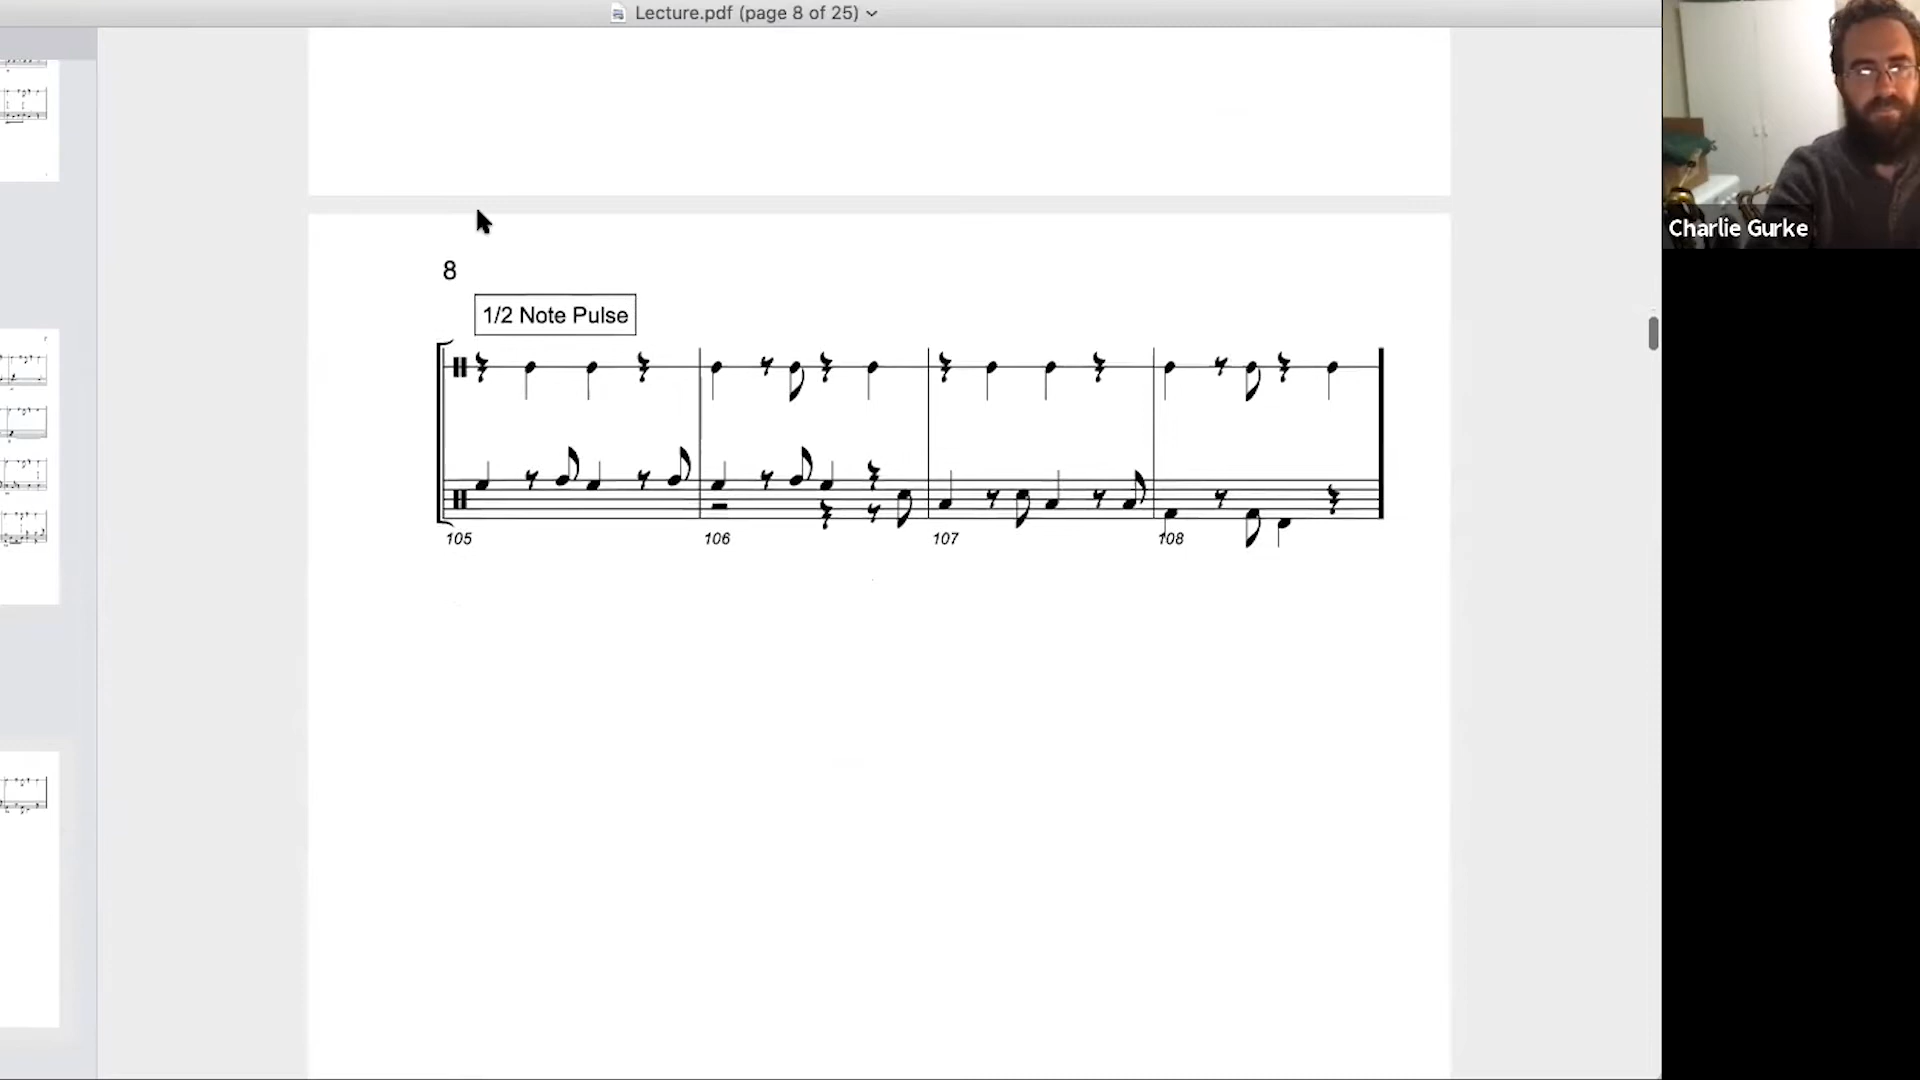 Lecture.pdf (page 8 of 25)
Charlie Gurke
8
1/2 Note Pulse
105 106 107 108